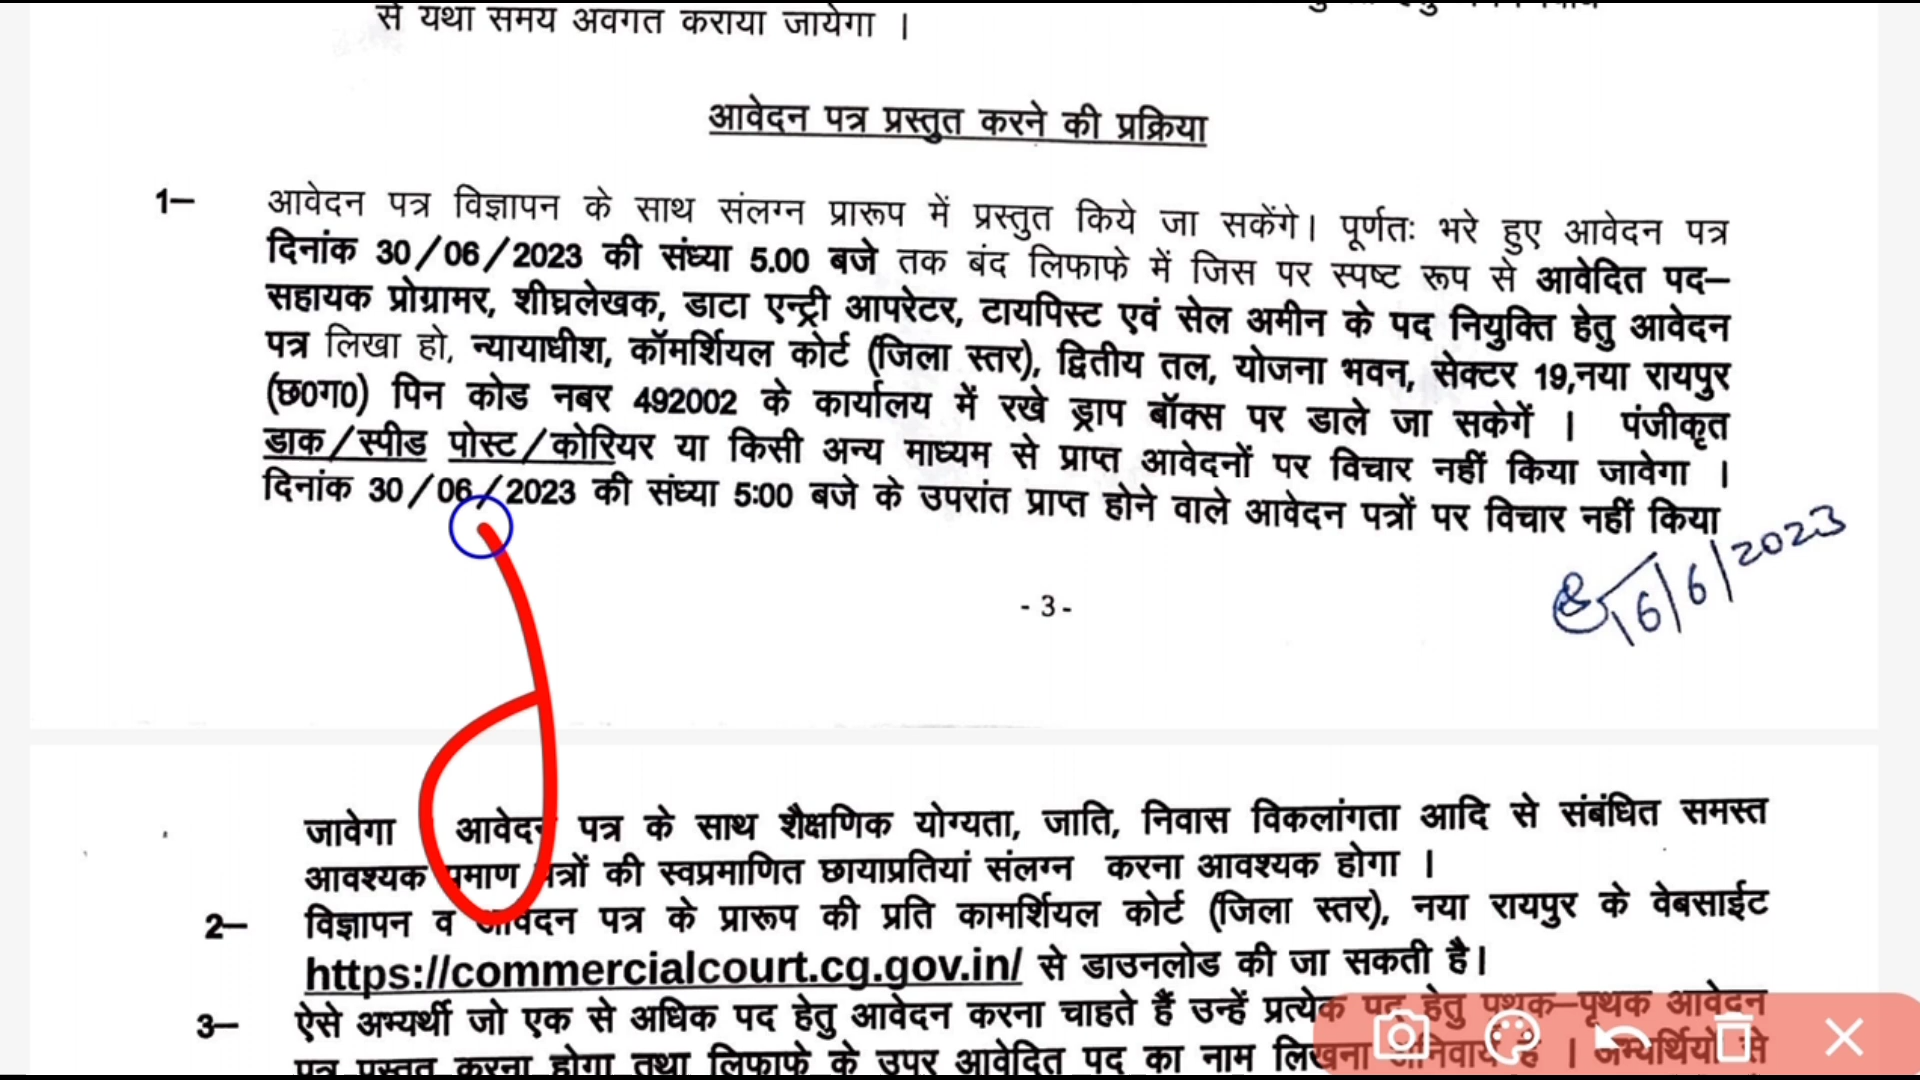 से यथा समय अवगत कराया जायेगा ।
आवेदन पत्र प्रस्तुत करने की प्रक्रिया
1— आवेदन पत्र विज्ञापन के साथ संलग्न प्रारूप में प्रस्तुत किये जा सकेंगे। पूर्णतः भरे हुए आवेदन पत्र
दिनांक 30/06/2023 की संध्या 5.00 बजे तक बंद लिफाफे में जिस पर स्पष्ट रूप से आवेदित पद—
सहायक प्रोग्रामर, शीघ्रलेखक, डाटा एन्ट्री आपरेटर, टायपिस्ट एवं सेल अमीन के पद नियुक्ति हेतु आवेदन
पत्र लिखा हो, न्यायाधीश, कॉमर्शियल कोर्ट (जिला स्तर), द्वितीय तल, योजना भवन, सेक्टर 19,नया रायपुर
(छ0ग0) पिन कोड नबर 492002 के कार्यालय में रखे ड्राप बॉक्स पर डाले जा सकेगें । पंजीकृत
डाक/स्पीड पोस्ट/कोरियर या किसी अन्य माध्यम से प्राप्त आवेदनों पर विचार नहीं किया जावेगा ।
दिनांक 30/06/2023 की संध्या 5:00 बजे के उपरांत प्राप्त होने वाले आवेदन पत्रों पर विचार नहीं किया
16/6/2023
- 3 -
जावेगा आवेदन पत्र के साथ शैक्षणिक योग्यता, जाति, निवास विकलांगता आदि से संबंधित समस्त
आवश्यक प्रमाण पत्रों की स्वप्रमाणित छायाप्रतियां संलग्न करना आवश्यक होगा ।
2— विज्ञापन व आवेदन पत्र के प्रारूप की प्रति कामर्शियल कोर्ट (जिला स्तर), नया रायपुर के वेबसाईट
https://commercialcourt.cg.gov.in/ से डाउनलोड की जा सकती है।
3— ऐसे अभ्यर्थी जो एक से अधिक पद हेतु आवेदन करना चाहते हैं उन्हें प्रत्येक पद हेतु पृथक—पृथक आवेदन
पत्र प्रस्तुत करना होगा तथा लिफाफे के उपर आवेदित पद का नाम लिखना अनिवार्य है । अभ्यर्थियों से